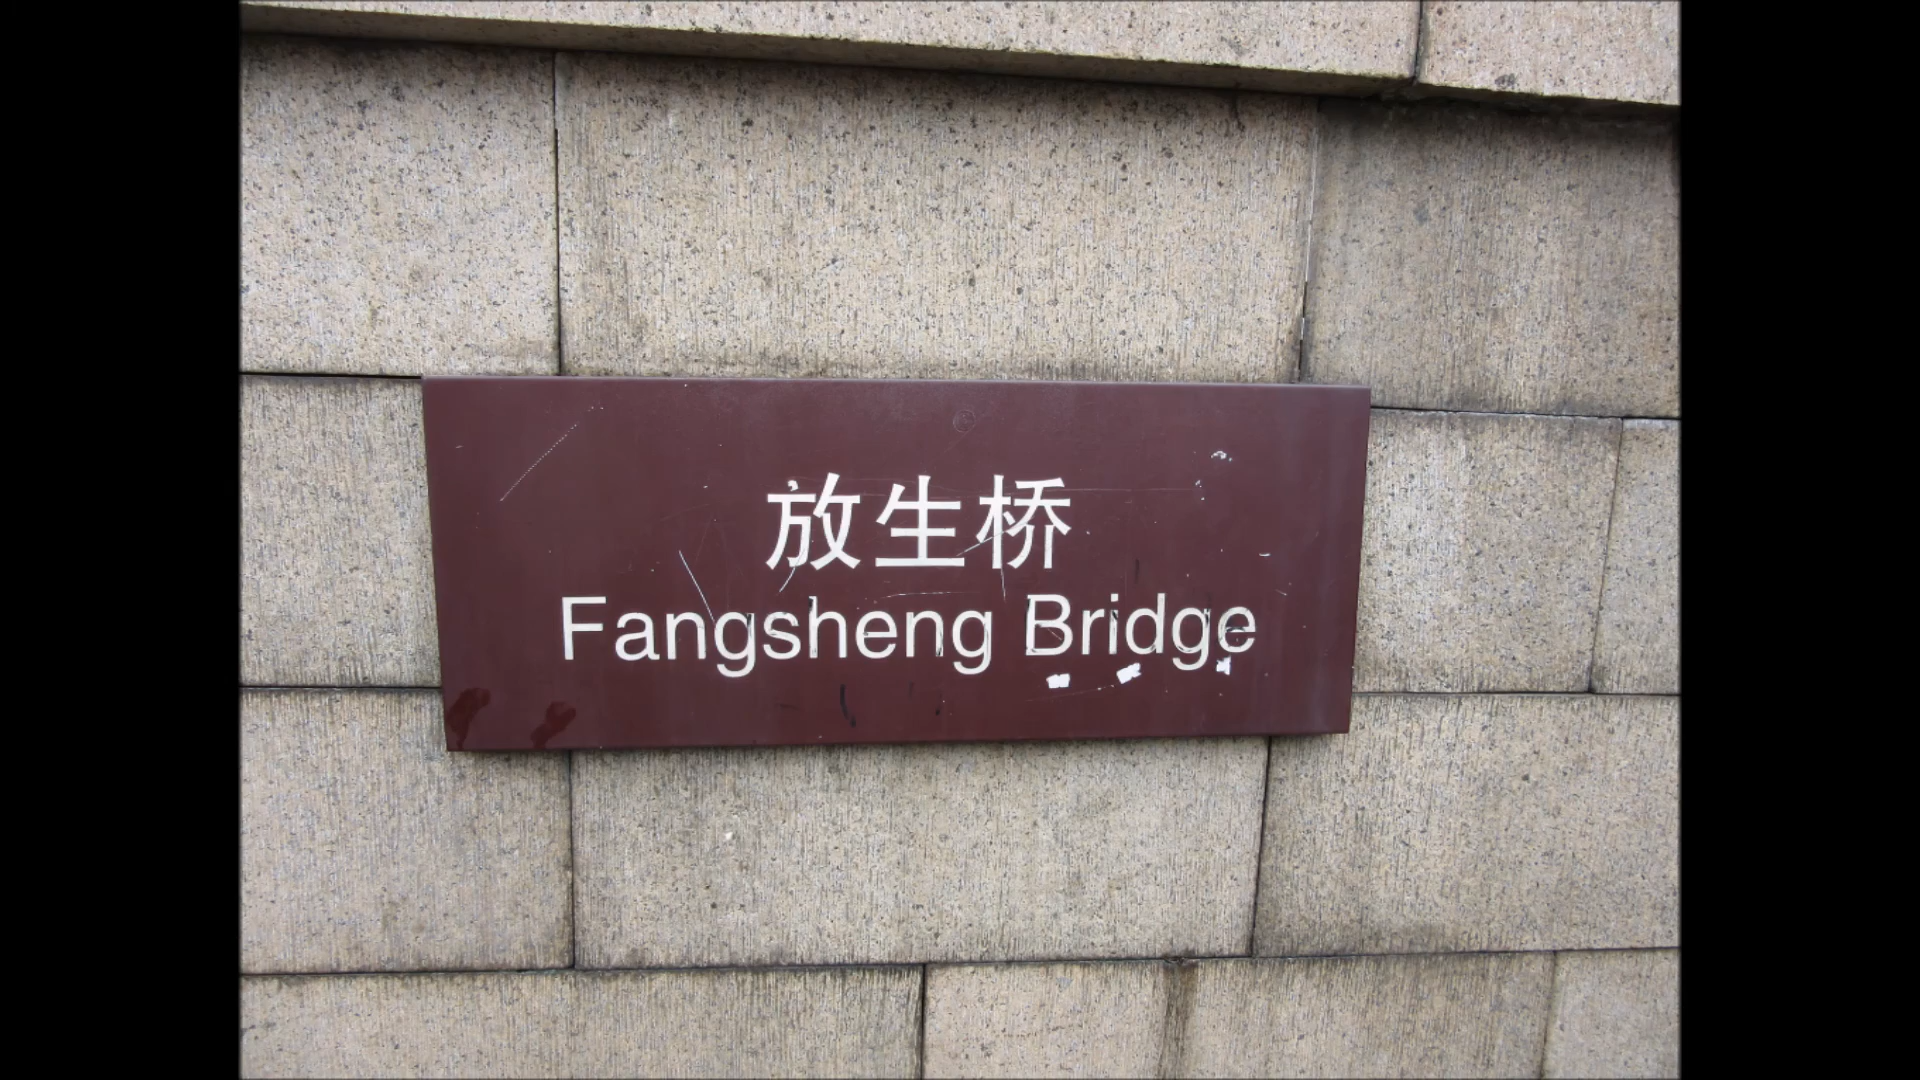 放生桥
Fangsheng Bridge